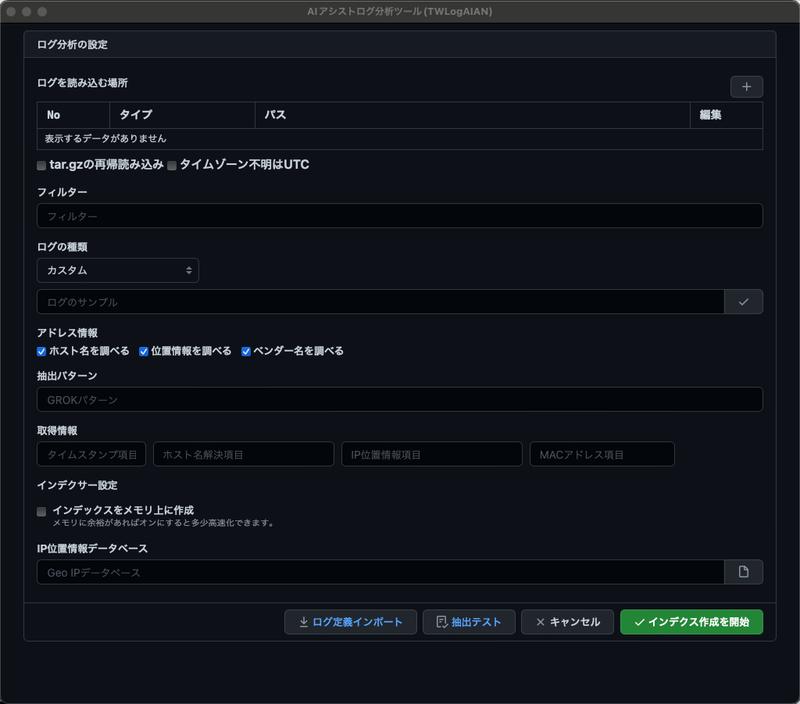 AIアシストログ分析ツール(TWLogAIAN)
ログ分析の設定
ログを読み込む場所
No タイプ パス 編集
表示するデータがありません
tar.gzの再帰読み込み タイムゾーン不明はUTC
フィルター
フィルター
ログの種類
カスタム
ログのサンプル
アドレス情報
ホスト名を調べる 位置情報を調べる ベンダー名を調べる
抽出パターン
GROKパターン
取得情報
タイムスタンプ項目 ホスト名解決項目 IP位置情報項目 MACアドレス項目
インデクサー設定
インデックスをメモリ上に作成
メモリに余裕があればオンにすると多少高速化できます。
IP位置情報データベース
Geo IPデータベース
ログ定義インポート 抽出テスト キャンセル インデクス作成を開始